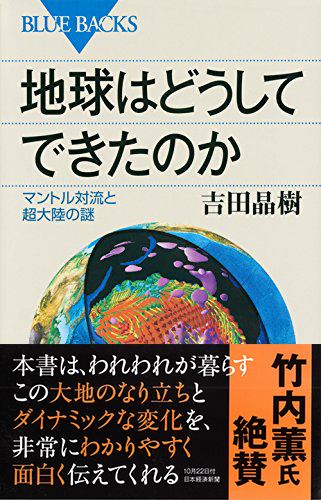 BLUE BACKS
地球はどうして
できたのか
マントル対流と
超大陸の謎
吉田晶樹
本書は、われわれが暮らす
この大地のなり立ちと
ダイナミックな変化を、
非常にわかりやすく
面白く伝えてくれる
10月22日付
日本経済新聞
竹内薫氏
絶賛